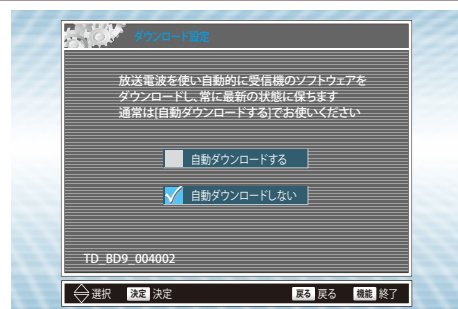 ダウンロード設定
放送電波を使い自動的に受信機のソフトウェアを
ダウンロードし、常に最新の状態に保ちます
通常は[自動ダウンロードする]でお使いください
自動ダウンロードする
自動ダウンロードしない
TD_BD9_004002
選択 決定 決定 戻る 戻る 機能 終了